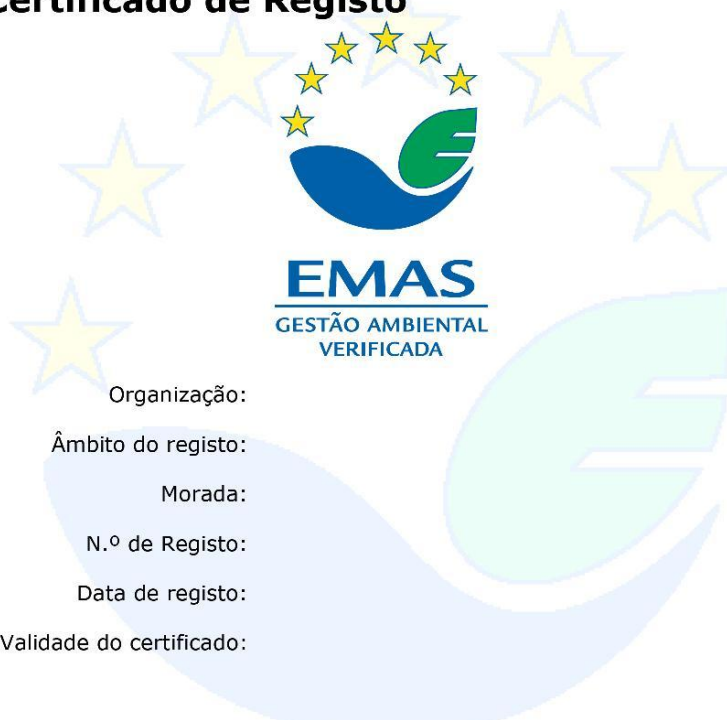 Certificado de Registo
EMAS
GESTÃO AMBIENTAL
VERIFICADA
Organização:
Âmbito do registo:
Morada:
N.º de Registo:
Data de registo:
Validade do certificado: